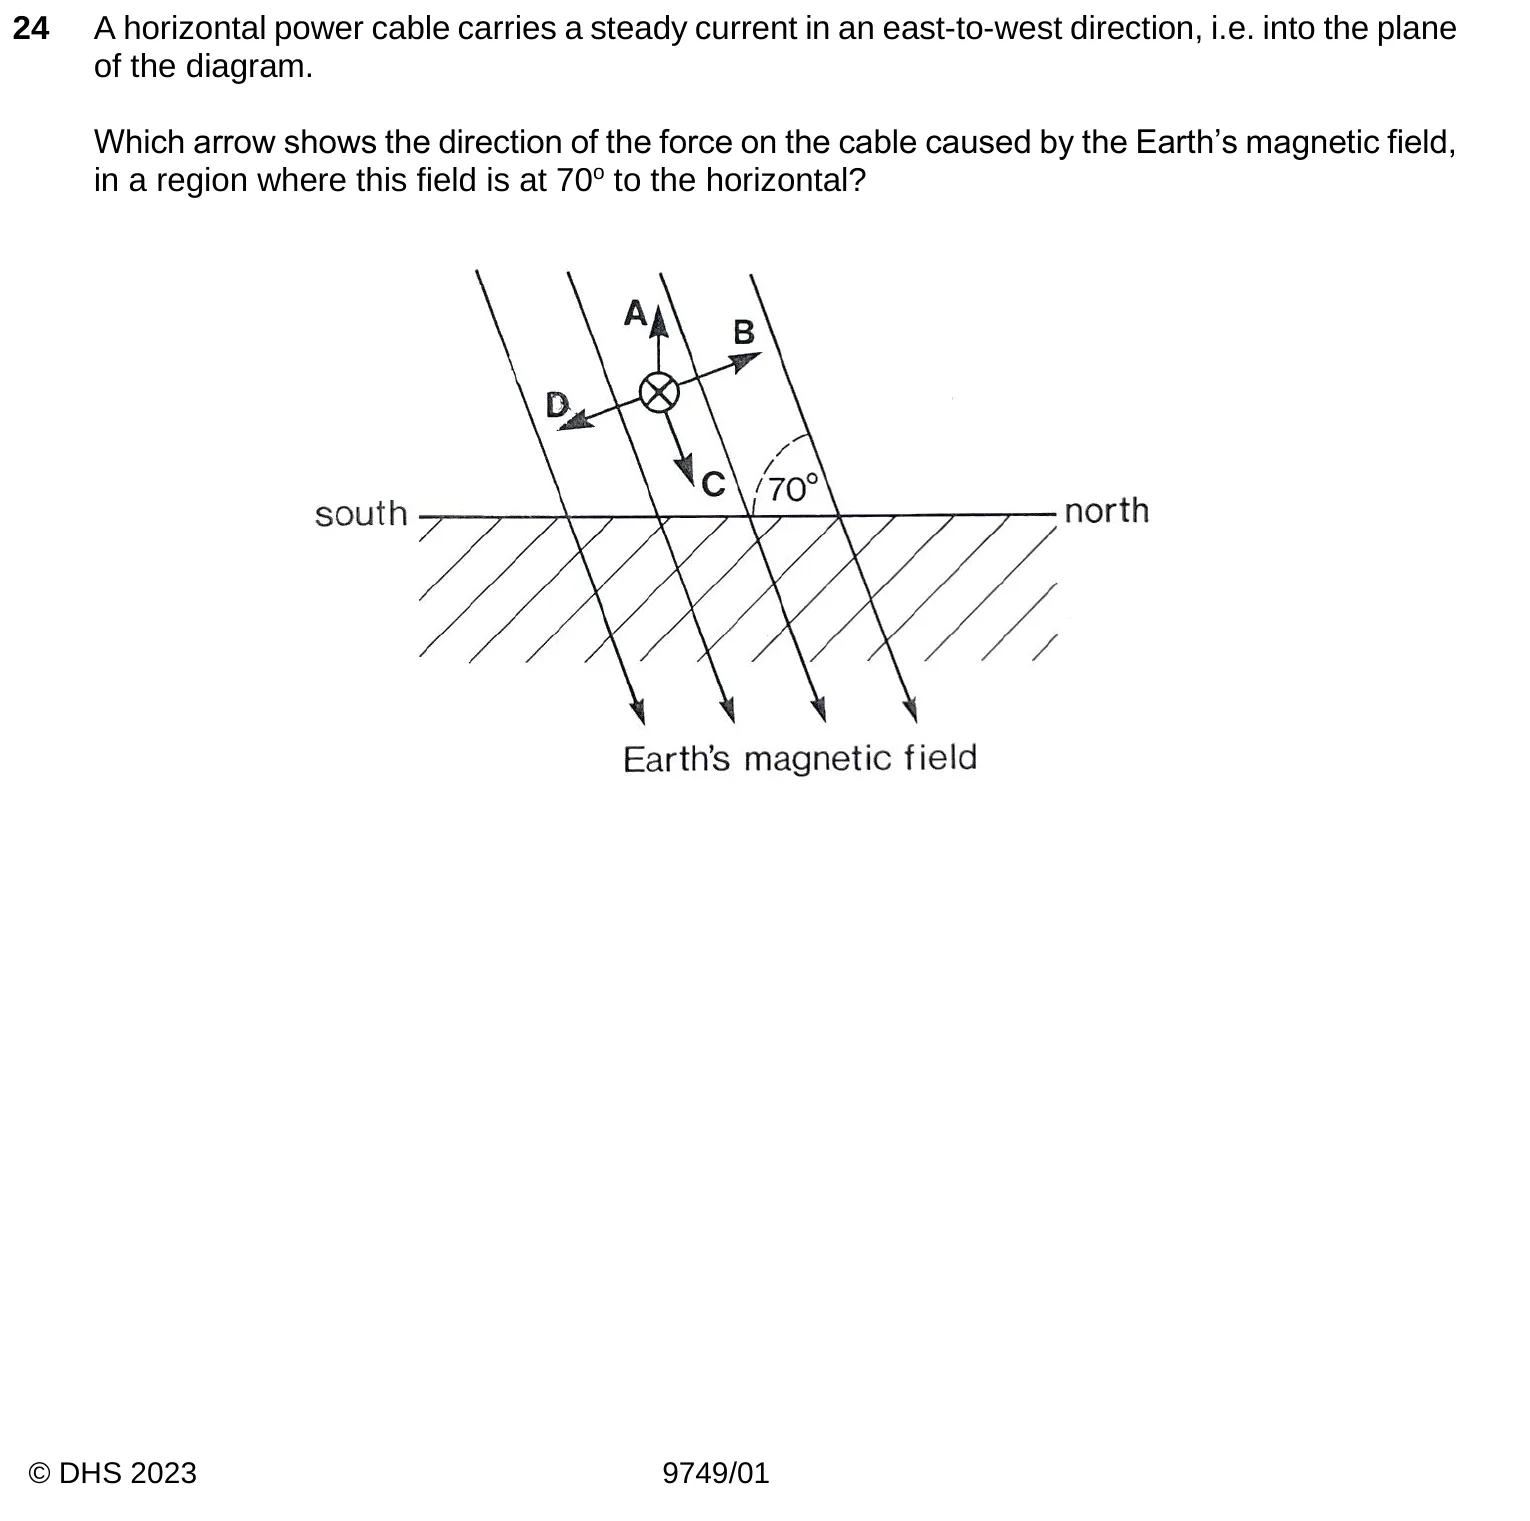 24 A horizontal power cable carries a steady current in an east-to-west direction, i.e. into the plane
of the diagram.
Which arrow shows the direction of the force on the cable caused by the Earth’s magnetic field,
in a region where this field is at 70º to the horizontal?
A
B
D
C
70°
south
north
Earth's magnetic field
© DHS 2023 9749/01